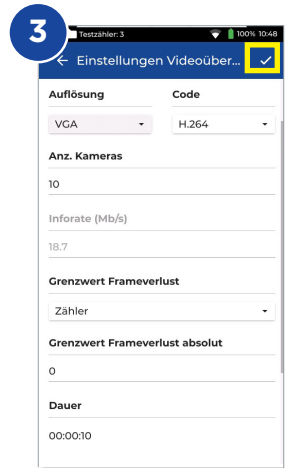 3
Testzähler: 3 100% 10:48
Einstellungen Videoüber...
Auflösung Code
VGA H.264
Anz. Kameras
10
Inforate (Mb/s)
18.7
Grenzwert Frameverlust
Zähler
Grenzwert Frameverlust absolut
0
Dauer
00:00:10